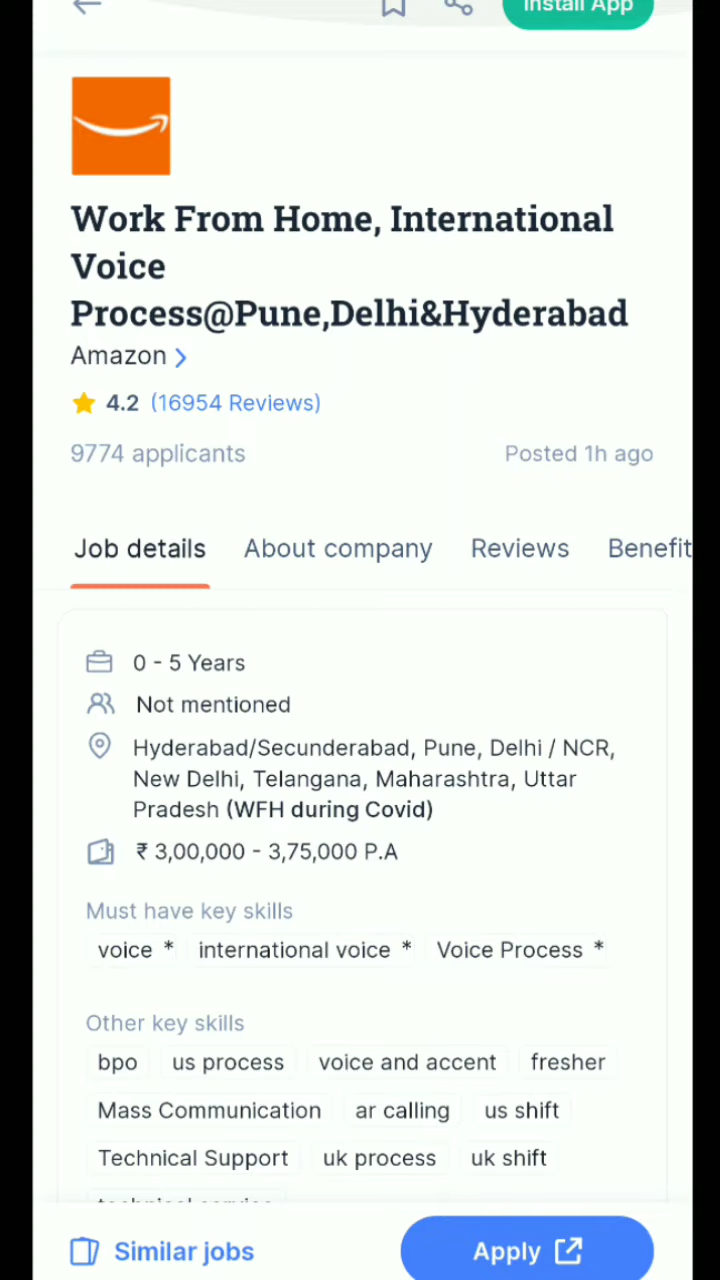 Install App
Work From Home, International
Voice
Process@Pune,Delhi&Hyderabad
Amazon
4.2 (16954 Reviews)
9774 applicants Posted 1h ago
Job details About company Reviews Benefit
0 - 5 Years
Not mentioned
Hyderabad/Secunderabad, Pune, Delhi / NCR,
New Delhi, Telangana, Maharashtra, Uttar
Pradesh (WFH during Covid)
₹ 3,00,000 - 3,75,000 P.A
Must have key skills
voice * international voice * Voice Process *
Other key skills
bpo us process voice and accent fresher
Mass Communication ar calling us shift
Technical Support uk process uk shift
Similar jobs Apply